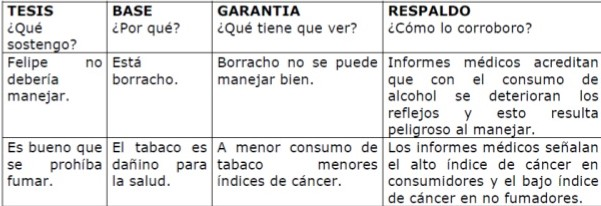 TESIS
¿Qué
sostengo?
BASE
¿Por qué?
GARANTIA
¿Qué tiene que ver?
RESPALDO
¿Cómo lo corroboro?
Felipe no
debería
manejar.
Está
borracho.
Borracho no se puede
manejar bien.
Informes médicos acreditan
que con el consumo de
alcohol se deterioran los
reflejos y esto resulta
peligroso al manejar.
Es bueno que
se prohíba
fumar.
El tabaco es
dañino para
la salud.
A menor consumo de
tabaco menores
índices de cáncer.
Los informes médicos señalan
el alto índice de cáncer en
consumidores y el bajo índice
de cáncer en no fumadores.